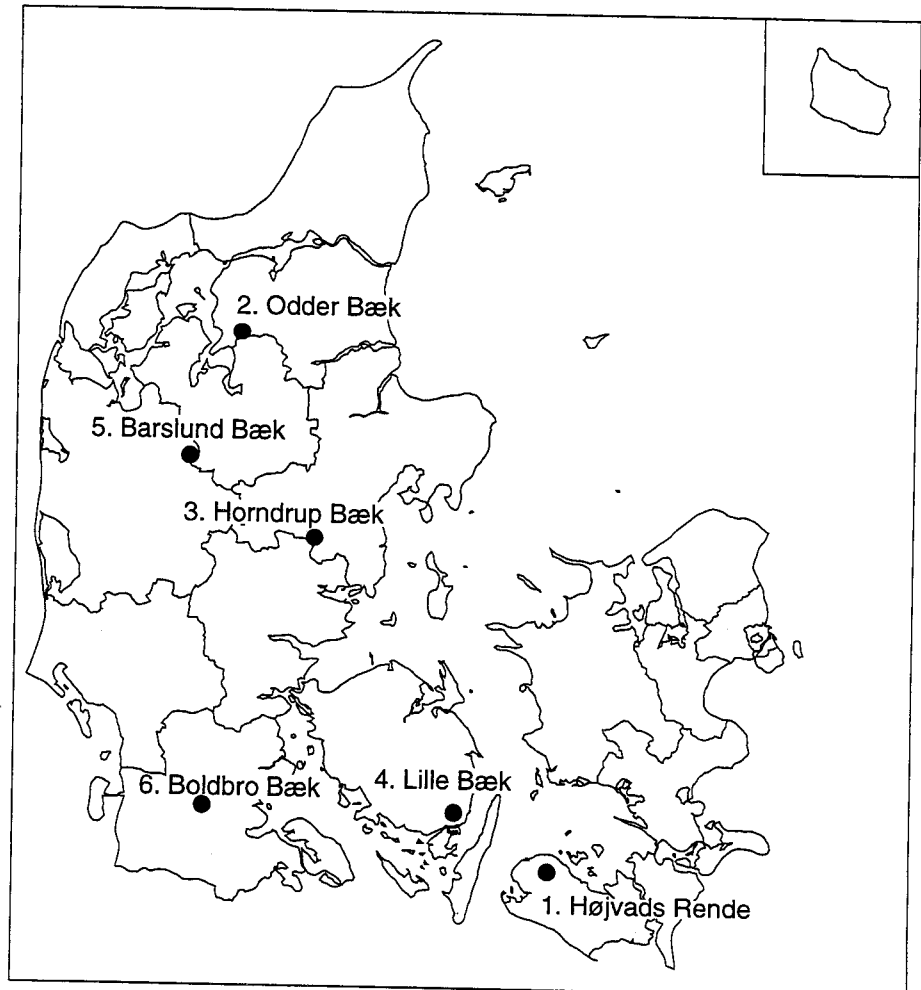 2. Odder Bæk
5. Barslund Bæk
3. Horndrup Bæk
6. Boldbro Bæk
4. Lille Bæk
1. Højvads Rende